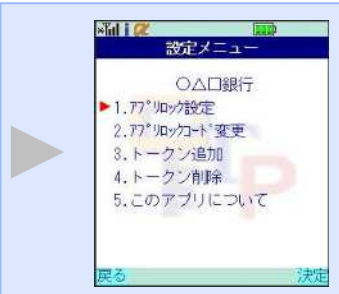 設定メニュー
○△□銀行
1.ｱﾌﾟﾘﾛｯｸ設定
2.ｱﾌﾟﾘﾛｯｸｺｰﾄﾞ変更
3.トークン追加
4.トークン削除
5.このアプリについて
戻る 決定